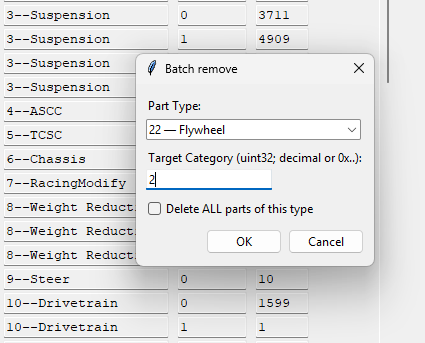 3--Suspension 0 3711
3--Suspension 1 4909
3--Suspension
3--Suspension
4--ASCC
5--TCSC
6--Chassis
7--RacingModify
8--Weight Reducti
8--Weight Reducti
8--Weight Reducti
9--Steer 0 10
10--Drivetrain 0 1599
10--Drivetrain 1 1
Batch remove
Part Type:
22 — Flywheel
Target Category (uint32; decimal or 0x..):
2
Delete ALL parts of this type
OK Cancel